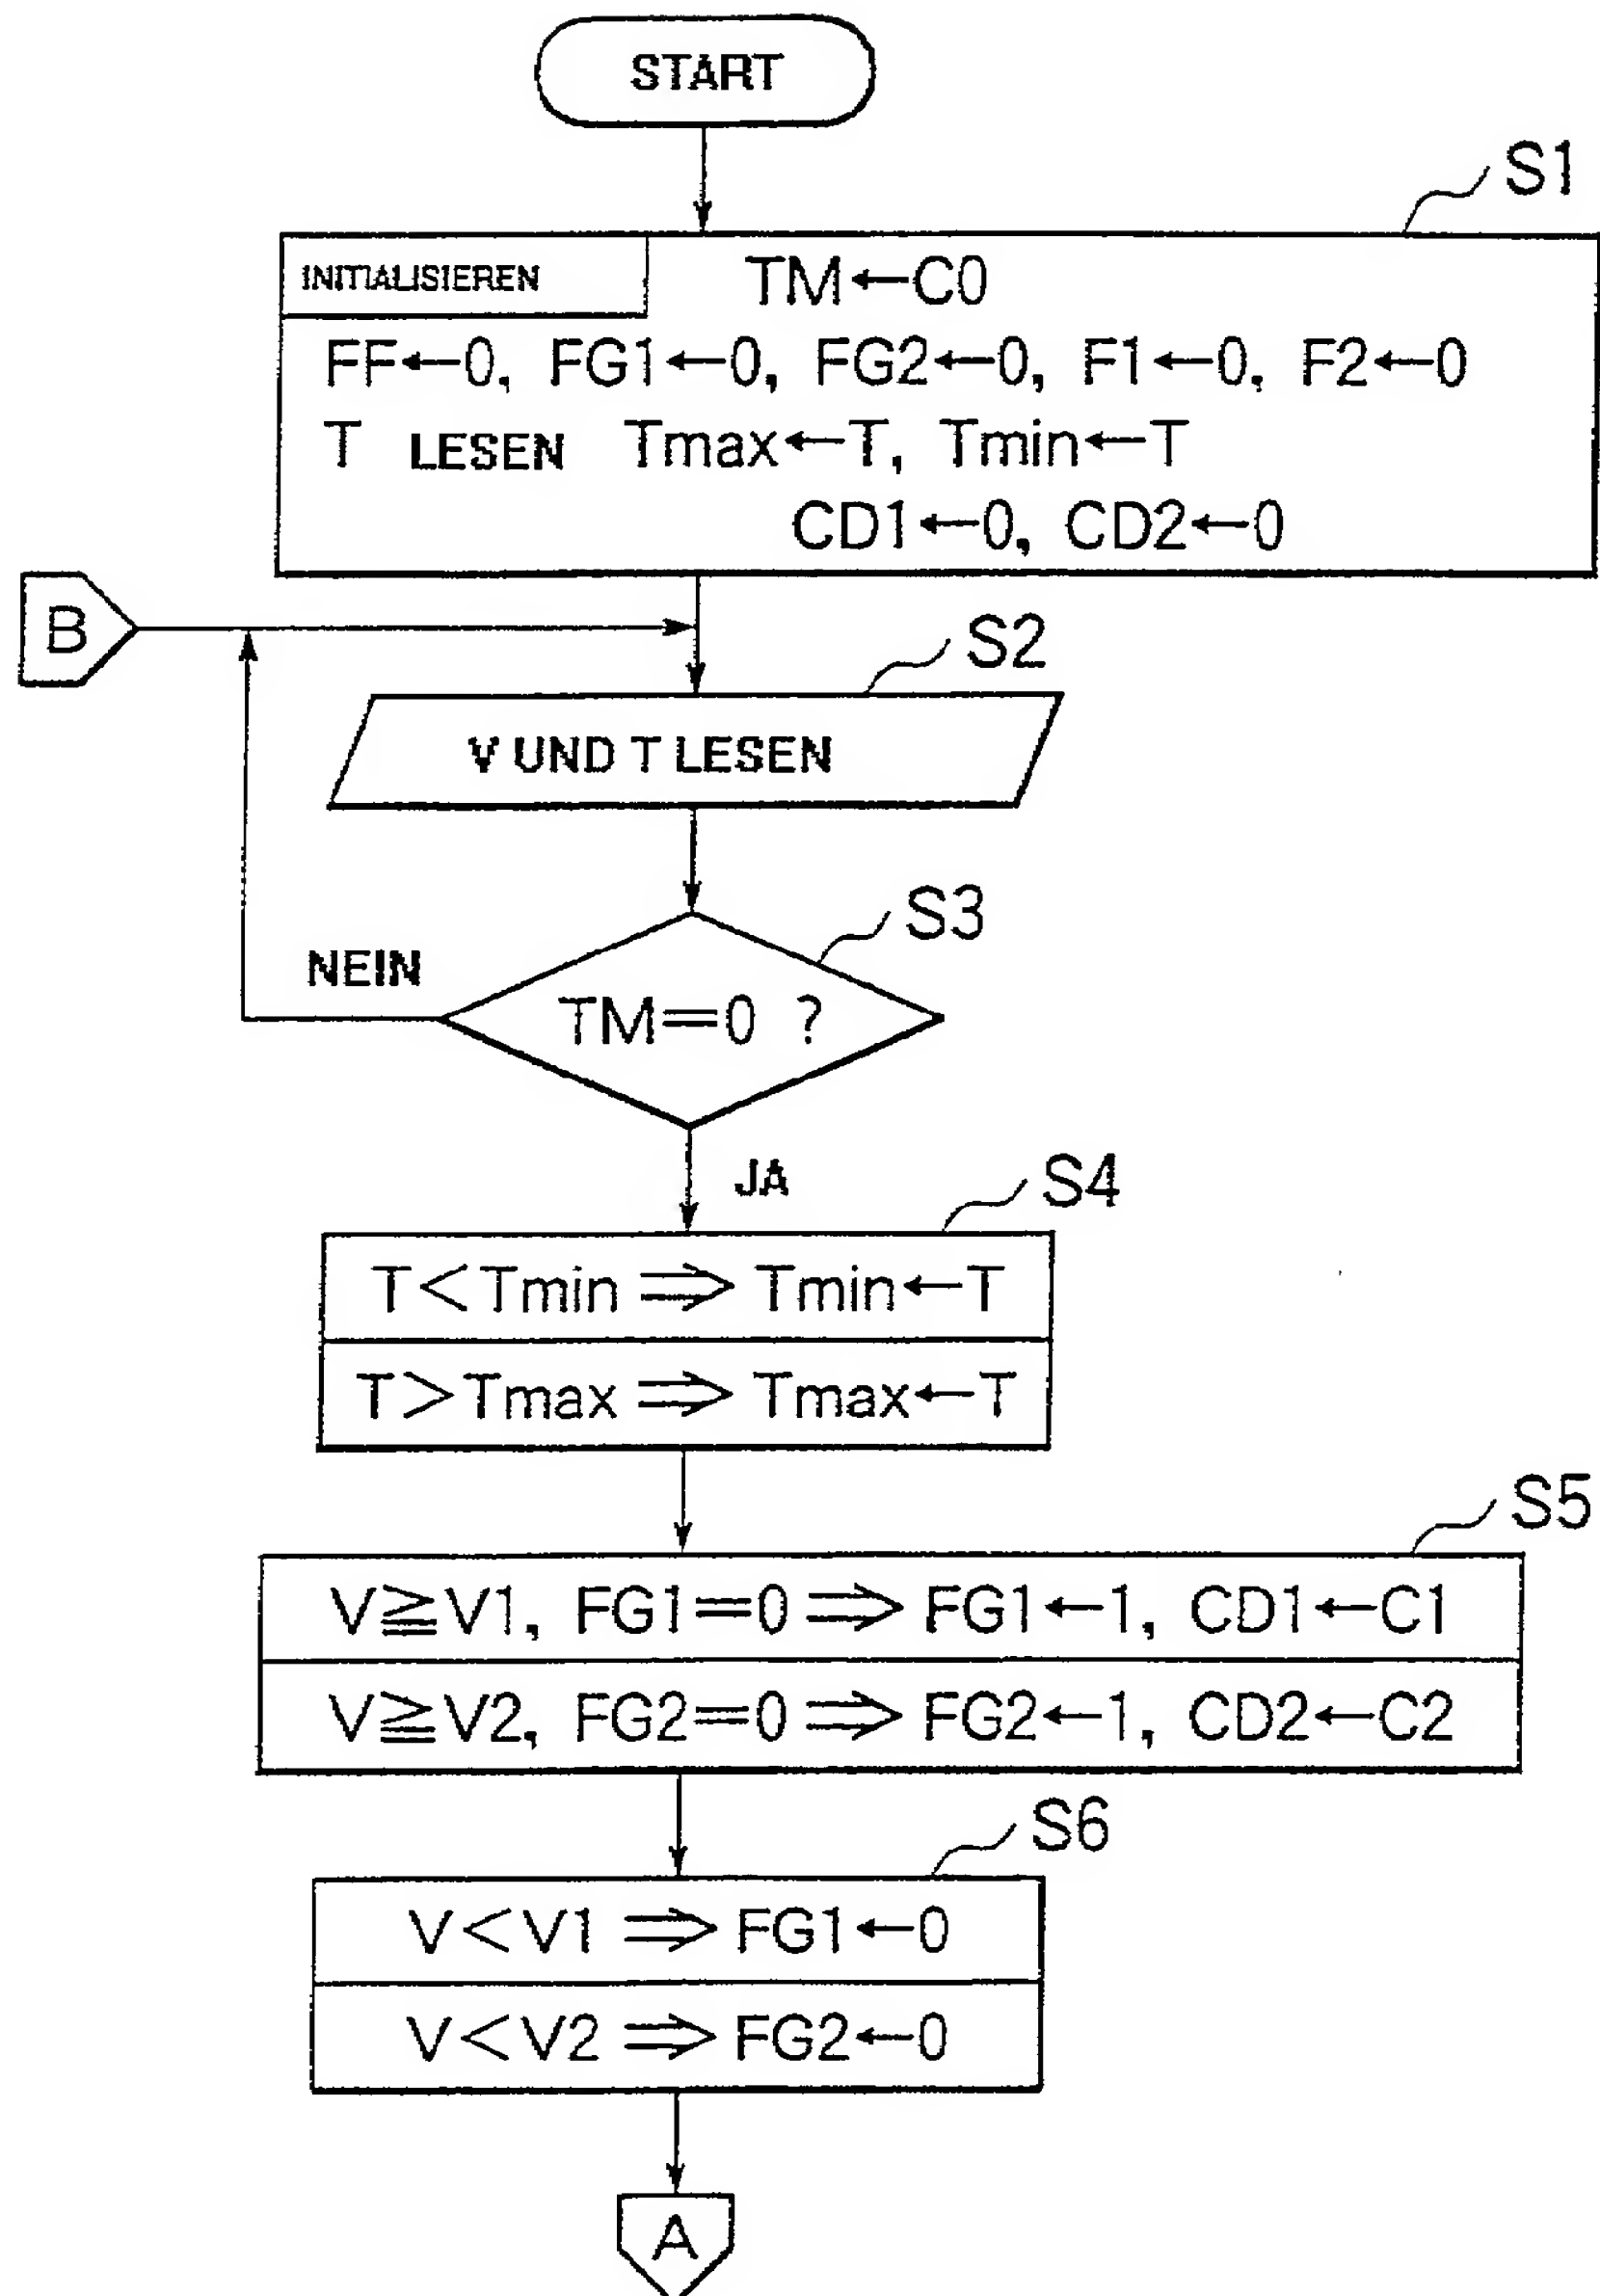 START
S1
INITIALISIEREN TM←C0
FF←0, FG1←0, FG2←0, F1←0, F2←0
T LESEN Tmax←T, Tmin←T
CD1←0, CD2←0
B
S2
V UND T LESEN
S3
NEIN
TM=0 ?
JA
S4
T<Tmin ⇒ Tmin←T
T>Tmax ⇒ Tmax←T
S5
V≧V1, FG1=0 ⇒ FG1←1, CD1←C1
V≧V2, FG2=0 ⇒ FG2←1, CD2←C2
S6
V<V1 ⇒ FG1←0
V<V2 ⇒ FG2←0
A